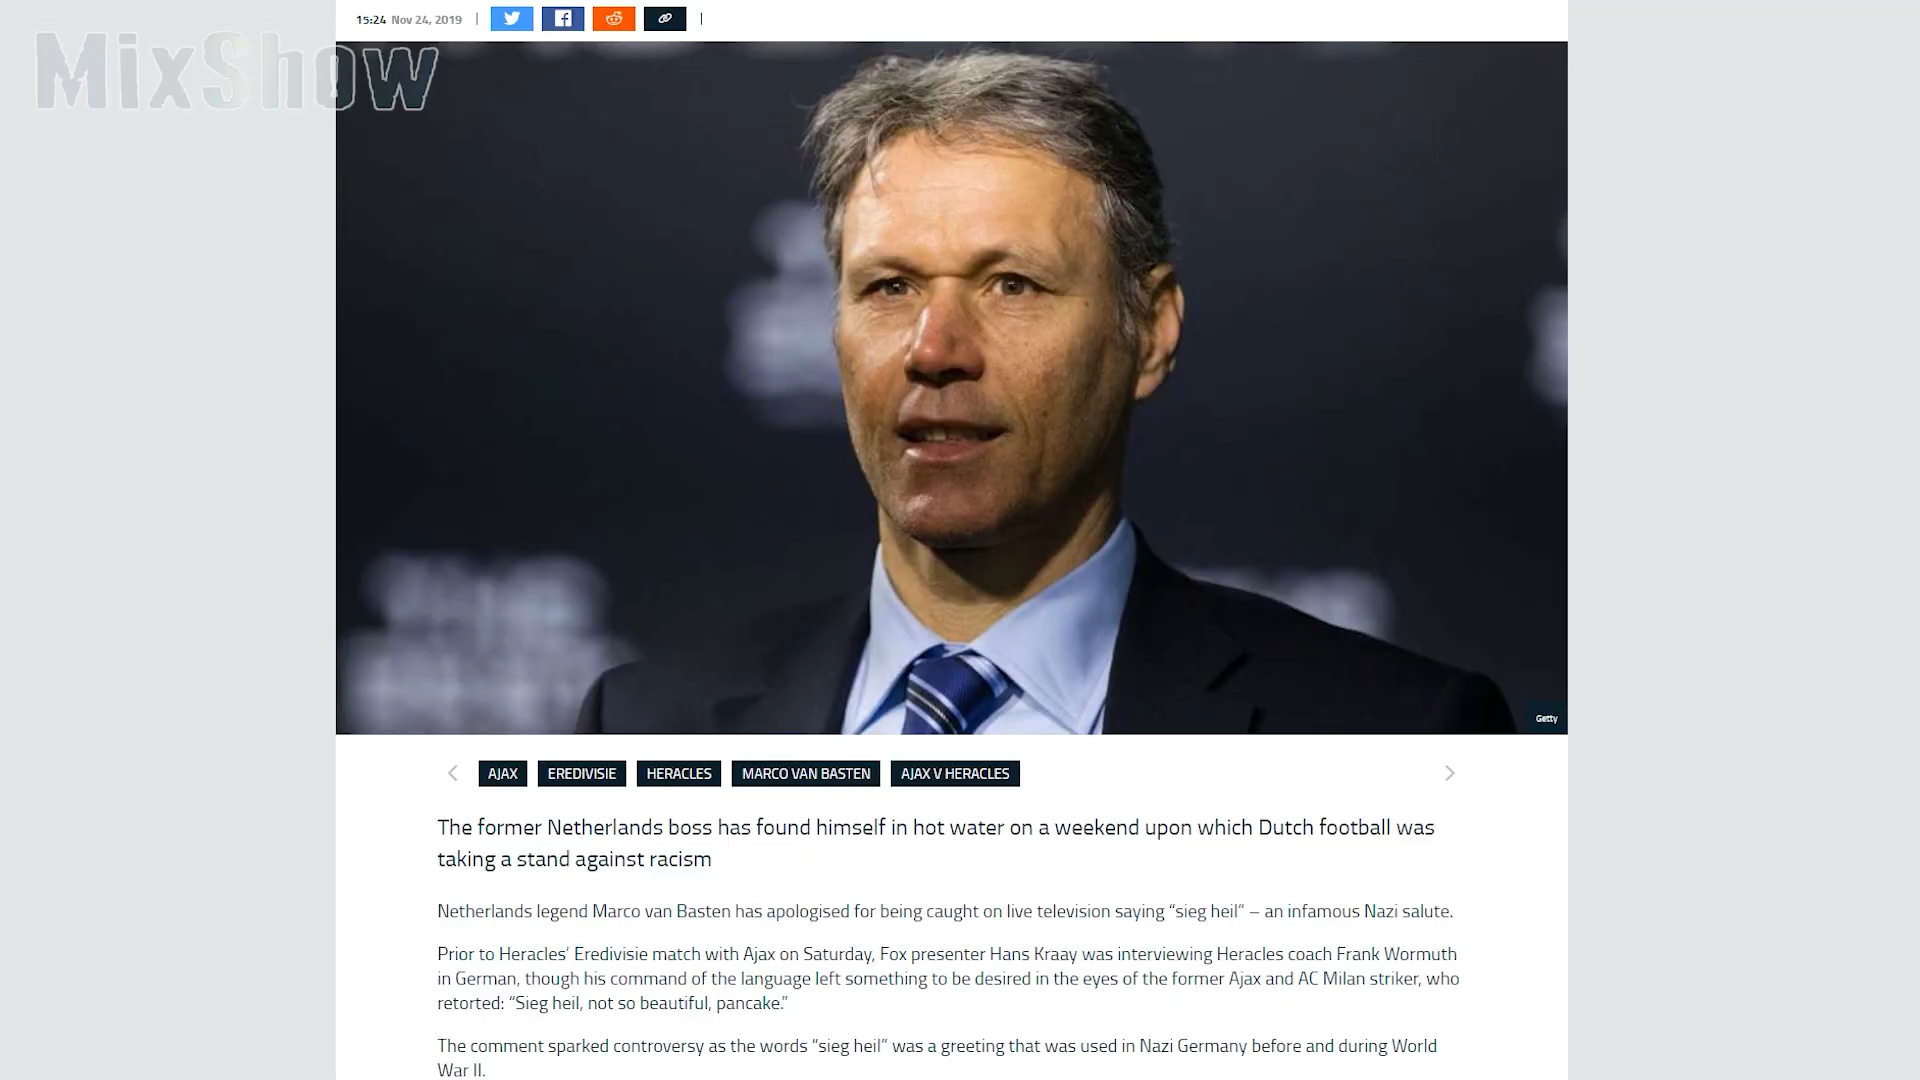 15:24 Nov 24, 2019
MixShow
Getty
AJAX EREDIVISIE HERACLES MARCO VAN BASTEN AJAX V HERACLES
The former Netherlands boss has found himself in hot water on a weekend upon which Dutch football was
taking a stand against racism
Netherlands legend Marco van Basten has apologised for being caught on live television saying “sieg heil” – an infamous Nazi salute.
Prior to Heracles’ Eredivisie match with Ajax on Saturday, Fox presenter Hans Kraay was interviewing Heracles coach Frank Wormuth
in German, though his command of the language left something to be desired in the eyes of the former Ajax and AC Milan striker, who
retorted: “Sieg heil, not so beautiful, pancake.”
The comment sparked controversy as the words “sieg heil” was a greeting that was used in Nazi Germany before and during World
War II.